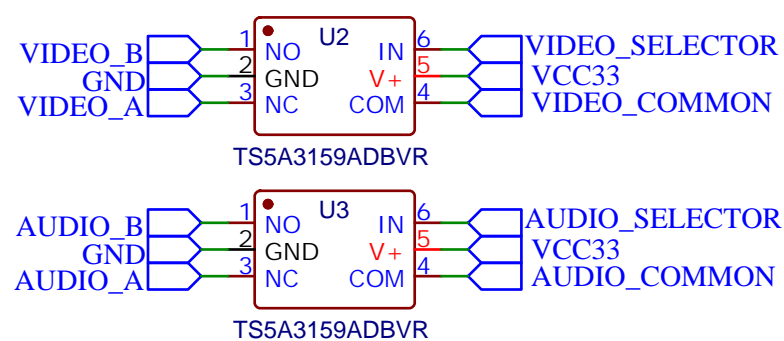 U2
VIDEO_B 1 NO IN 6 VIDEO_SELECTOR
GND 2 GND V+ 5 VCC33
VIDEO_A 3 NC COM 4 VIDEO_COMMON
TS5A3159ADBVR
U3
AUDIO_B 1 NO IN 6 AUDIO_SELECTOR
GND 2 GND V+ 5 VCC33
AUDIO_A 3 NC COM 4 AUDIO_COMMON
TS5A3159ADBVR